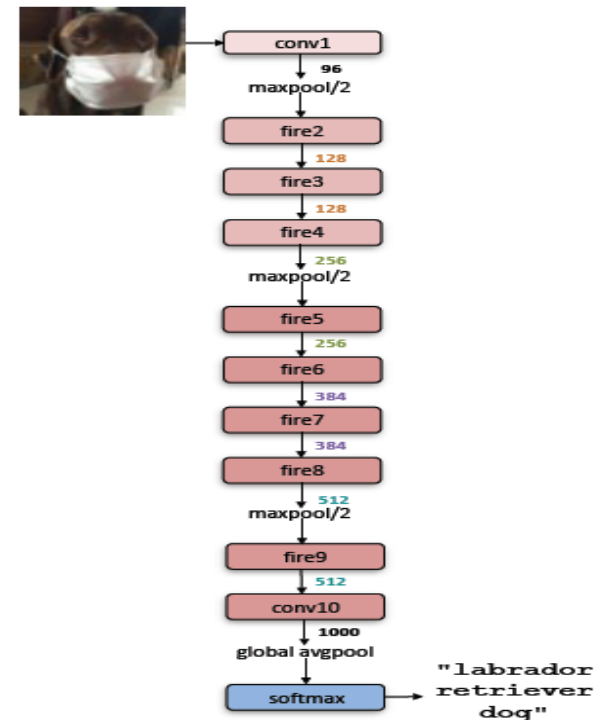 conv1
96
maxpool/2
fire2
128
fire3
128
fire4
256
maxpool/2
fire5
256
fire6
384
fire7
384
fire8
512
maxpool/2
fire9
512
conv10
1000
global avgpool
softmax
"labrador
retriever
dog"